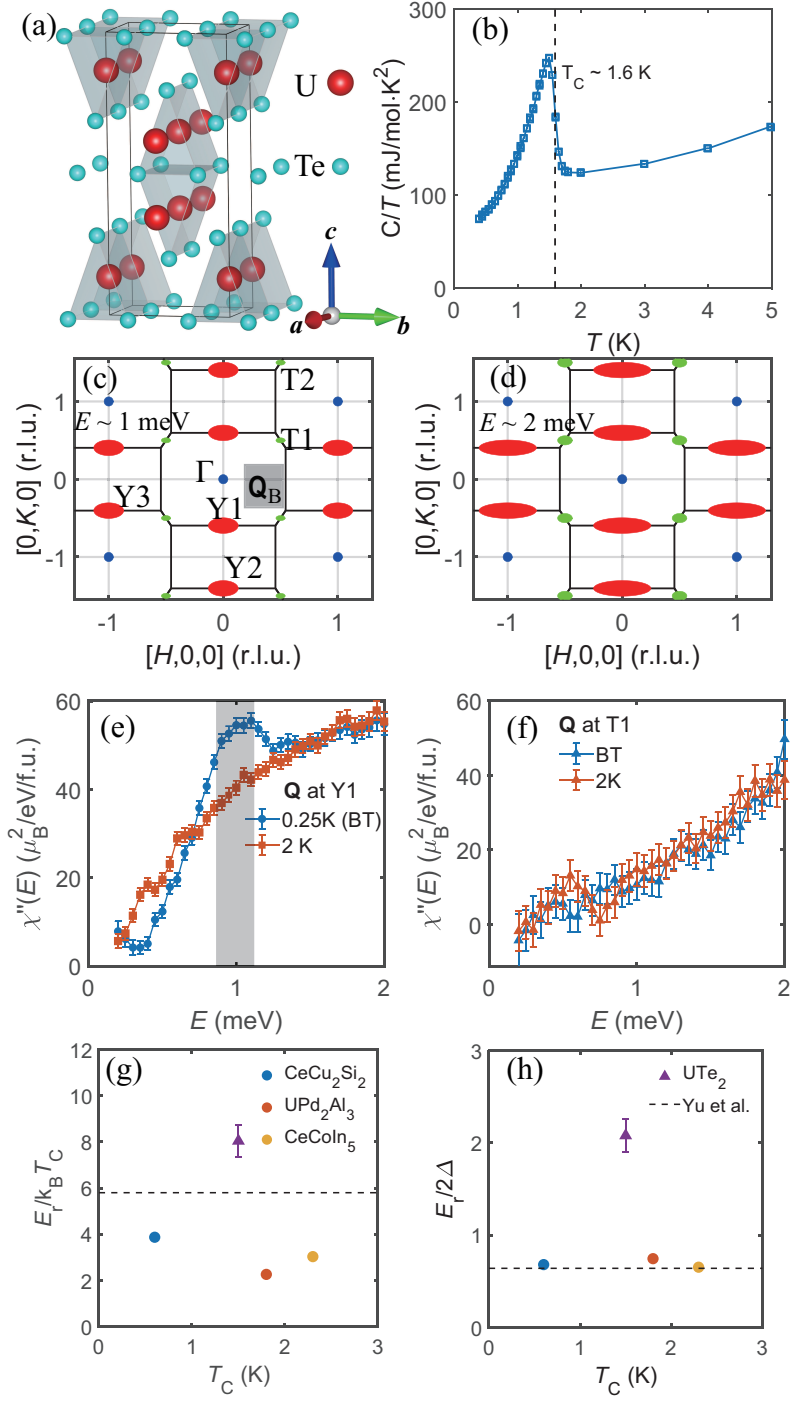 (a)
U
Te
c
a
b
(b)
T_C ~ 1.6 K
C/T (mJ/mol·K²)
300
200
100
0
0 1 2 3 4 5
T (K)
(c)
T2
E ~ 1 meV
T1
Γ
Q_B
Y3
Y1
Y2
[0,K,0] (r.l.u.)
1
0
-1
-1 0 1
[H,0,0] (r.l.u.)
(d)
E ~ 2 meV
[0,K,0] (r.l.u.)
1
0
-1
-1 0 1
[H,0,0] (r.l.u.)
(e)
Q at Y1
0.25K (BT)
2 K
χ''(E) (μ_B²/eV/f.u.)
60
40
20
0
0 1 2
E (meV)
(f)
Q at T1
BT
2K
χ''(E) (μ_B²/eV/f.u.)
60
40
20
0
0 1 2
E (meV)
(g)
CeCu₂Si₂
UPd₂Al₃
CeCoIn₅
E_r/k_B T_C
12
10
8
6
4
2
0
0 1 2 3
T_C (K)
(h)
UTe₂
Yu et al.
E_r/2Δ
3
2
1
0
0 1 2 3
T_C (K)